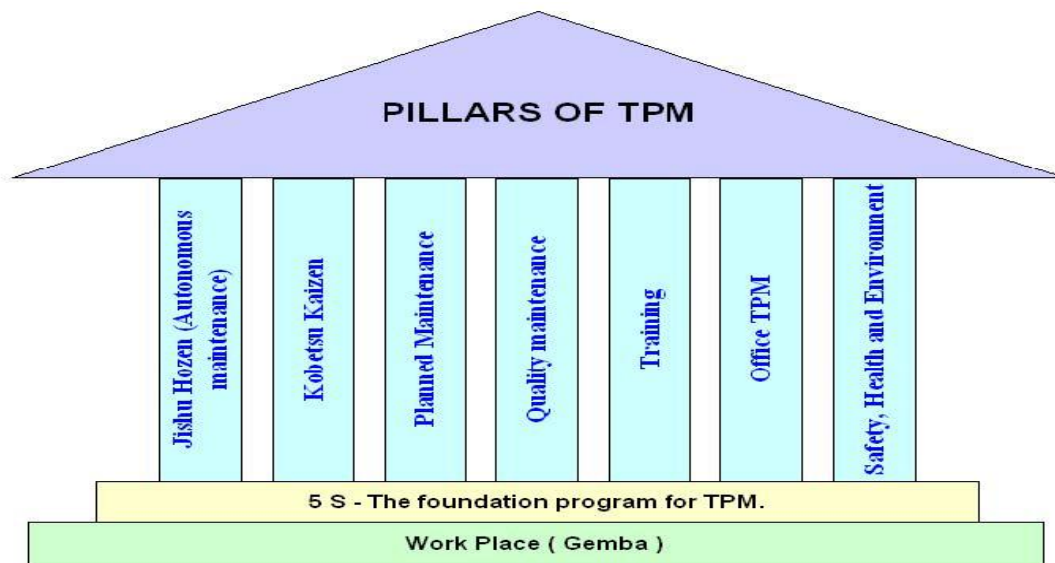 PILLARS OF TPM
Jishu Hozen (Autonomous
maintenance)
Kobetsu Kaizen
Planned Maintenance
Quality maintenance
Training
Office TPM
Safety, Health and Environment
5 S - The foundation program for TPM.
Work Place ( Gemba )